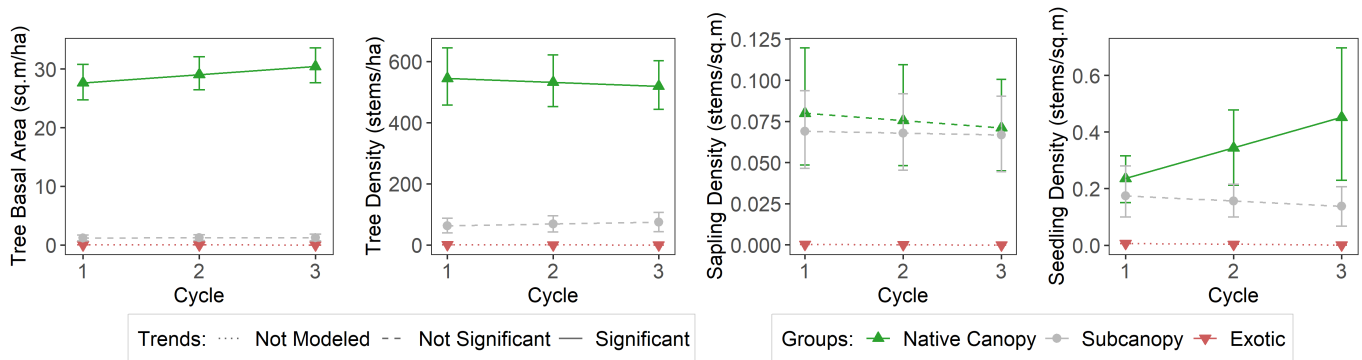 Tree Basal Area (sq.m/ha)
30
20
10
0
1 2 3
Cycle
Tree Density (stems/ha)
600
400
200
0
1 2 3
Cycle
Sapling Density (stems/sq.m)
0.125
0.100
0.075
0.050
0.025
0.000
1 2 3
Cycle
Seedling Density (stems/sq.m)
0.6
0.4
0.2
0.0
1 2 3
Cycle
Trends: Not Modeled Not Significant Significant
Groups: Native Canopy Subcanopy Exotic